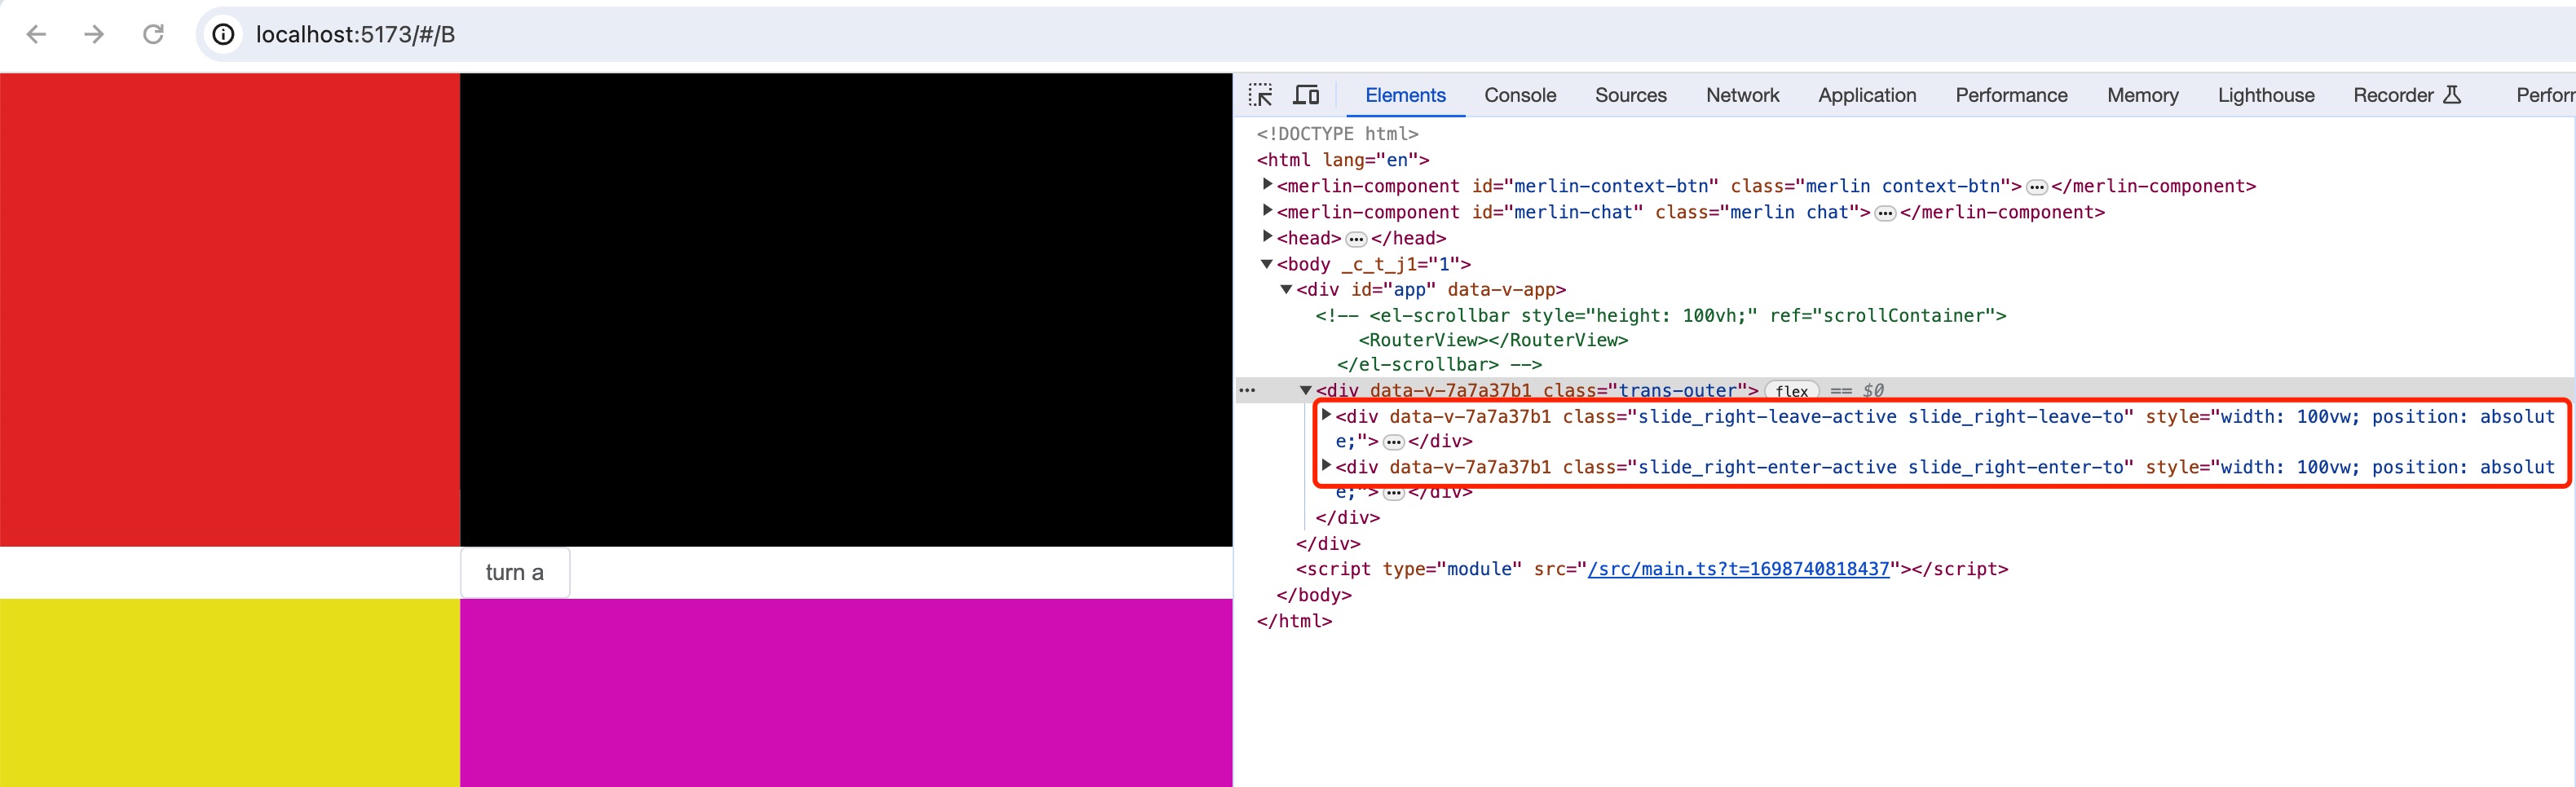 localhost:5173/#/B
Elements Console Sources Network Application Performance Memory Lighthouse Recorder Perfor
<!DOCTYPE html>
<html lang="en">
<merlin-component id="merlin-context-btn" class="merlin context-btn">…</merlin-component>
<merlin-component id="merlin-chat" class="merlin chat">…</merlin-component>
<head>…</head>
<body _c_t_j1="1">
<div id="app" data-v-app>
<!-- <el-scrollbar style="height: 100vh;" ref="scrollContainer">
<RouterView></RouterView>
</el-scrollbar> -->
… <div data-v-7a7a37b1 class="trans-outer"> flex == $0
<div data-v-7a7a37b1 class="slide_right-leave-active slide_right-leave-to" style="width: 100vw; position: absolut
e;">…</div>
<div data-v-7a7a37b1 class="slide_right-enter-active slide_right-enter-to" style="width: 100vw; position: absolut
e;">…</div>
</div>
</div>
<script type="module" src="/src/main.ts?t=1698740818437"></script>
</body>
</html>
turn a